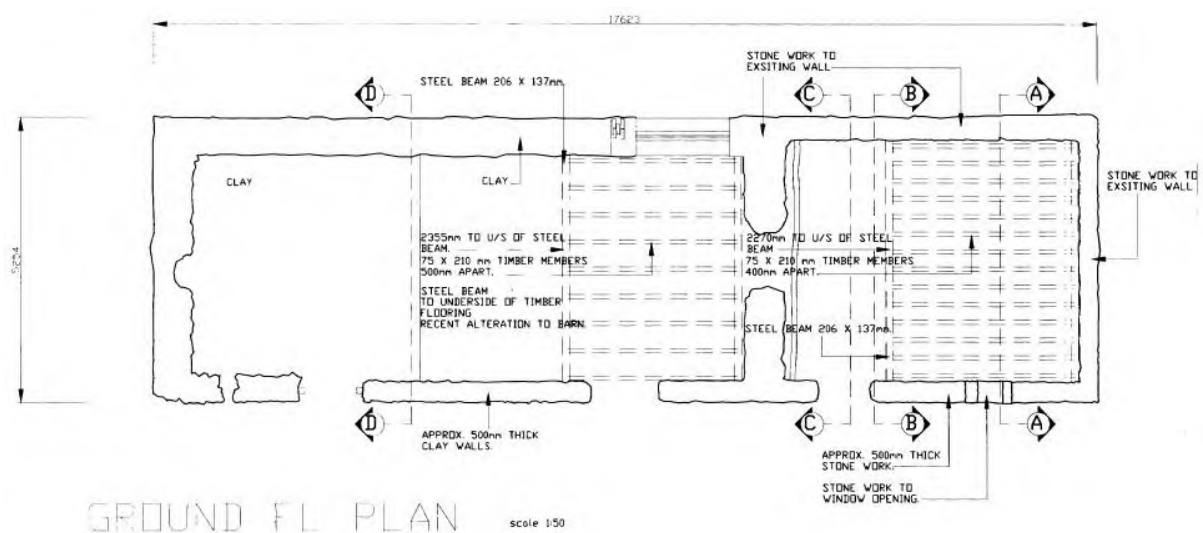 17623
STONE WORK TO
EXSITING WALL
STEEL BEAM 206 X 137mm.
D
C
B
A
STONE WORK TO
EXSITING WALL
CLAY
CLAY
5254
2355mm TO U/S OF STEEL
BEAM.
75 X 210 mm TIMBER MEMBERS
500mm APART.
2270mm TO U/S OF STEEL
BEAM
75 X 210 mm TIMBER MEMBERS
400mm APART.
STEEL BEAM
TO UNDERSIDE OF TIMBER
FLOORING
RECENT ALTERATION TO BARN.
STEEL BEAM 206 X 137mm.
D
C
B
A
APPROX. 500mm THICK
CLAY WALLS.
APPROX. 500mm THICK
STONE WORK.
STONE WORK TO
WINDOW OPENING.
GROUND FL PLAN
scale 1:50